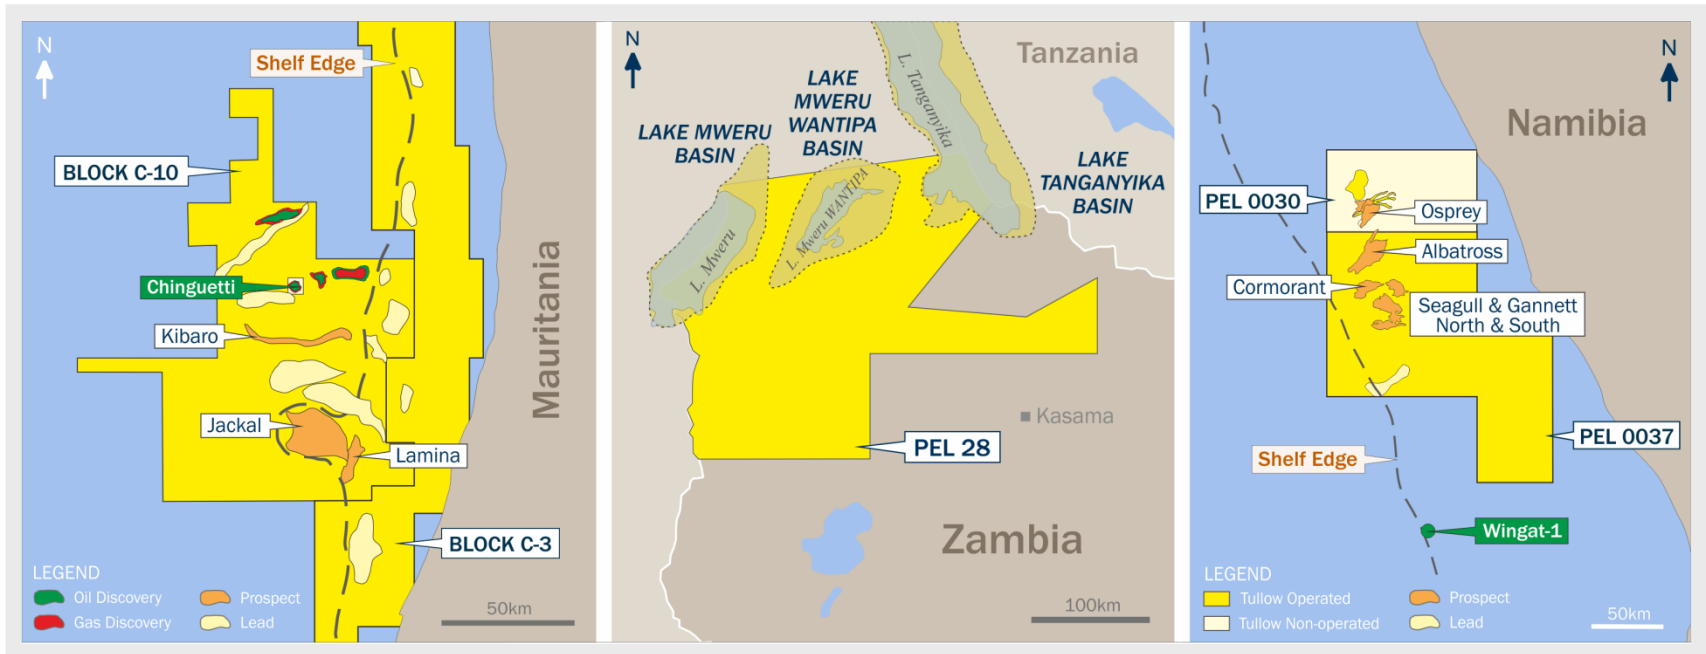 N
Shelf Edge
BLOCK C-10
Chinguetti
Kibaro
Jackal
Lamina
BLOCK C-3
Mauritania
LEGEND
Oil Discovery
Prospect
Gas Discovery
Lead
50km
N
Tanzania
LAKE MWERU
BASIN
LAKE
MWERU
WANTIPA
BASIN
L. Tanganyika
LAKE
TANGANYIKA
BASIN
L. Mweru
L. Mweru WANTIPA
Kasama
PEL 28
Zambia
100km
N
Namibia
PEL 0030
Osprey
Albatross
Cormorant
Seagull & Gannett
North & South
PEL 0037
Shelf Edge
Wingat-1
LEGEND
Tullow Operated
Prospect
Tullow Non-operated
Lead
50km